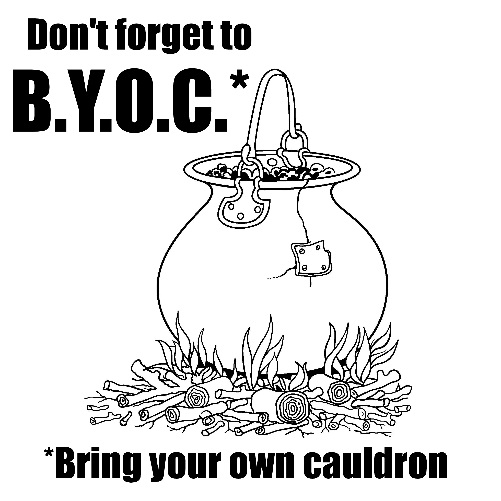 Don't forget to
B.Y.O.C.*
*Bring your own cauldron